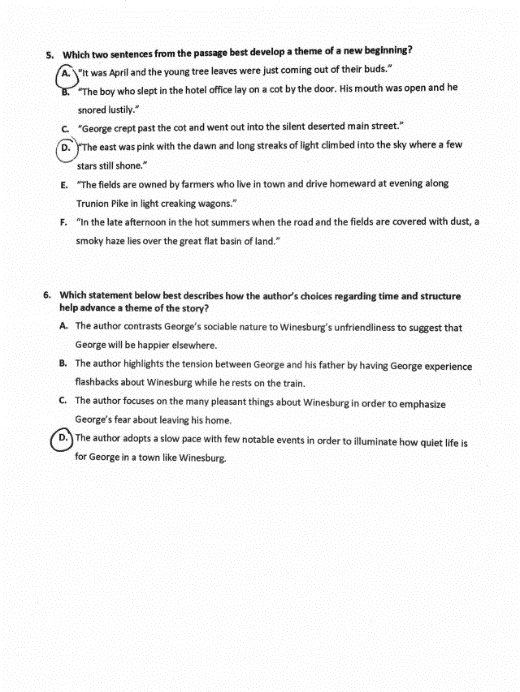 5. Which two sentences from the passage best develop a theme of a new beginning?
A. "It was April and the young tree leaves were just coming out of their buds."
B. "The boy who slept in the hotel office lay on a cot by the door. His mouth was open and he
snored lustily."
C. "George crept past the cot and went out into the silent deserted main street."
D. "The east was pink with the dawn and long streaks of light climbed into the sky where a few
stars still shone."
E. "The fields are owned by farmers who live in town and drive homeward at evening along
Trunion Pike in light creaking wagons."
F. "In the late afternoon in the hot summers when the road and the fields are covered with dust, a
smoky haze lies over the great flat basin of land."
6. Which statement below best describes how the author's choices regarding time and structure
help advance a theme of the story?
A. The author contrasts George's sociable nature to Winesburg's unfriendliness to suggest that
George will be happier elsewhere.
B. The author highlights the tension between George and his father by having George experience
flashbacks about Winesburg while he rests on the train.
C. The author focuses on the many pleasant things about Winesburg in order to emphasize
George's fear about leaving his home.
D. The author adopts a slow pace with few notable events in order to illuminate how quiet life is
for George in a town like Winesburg.